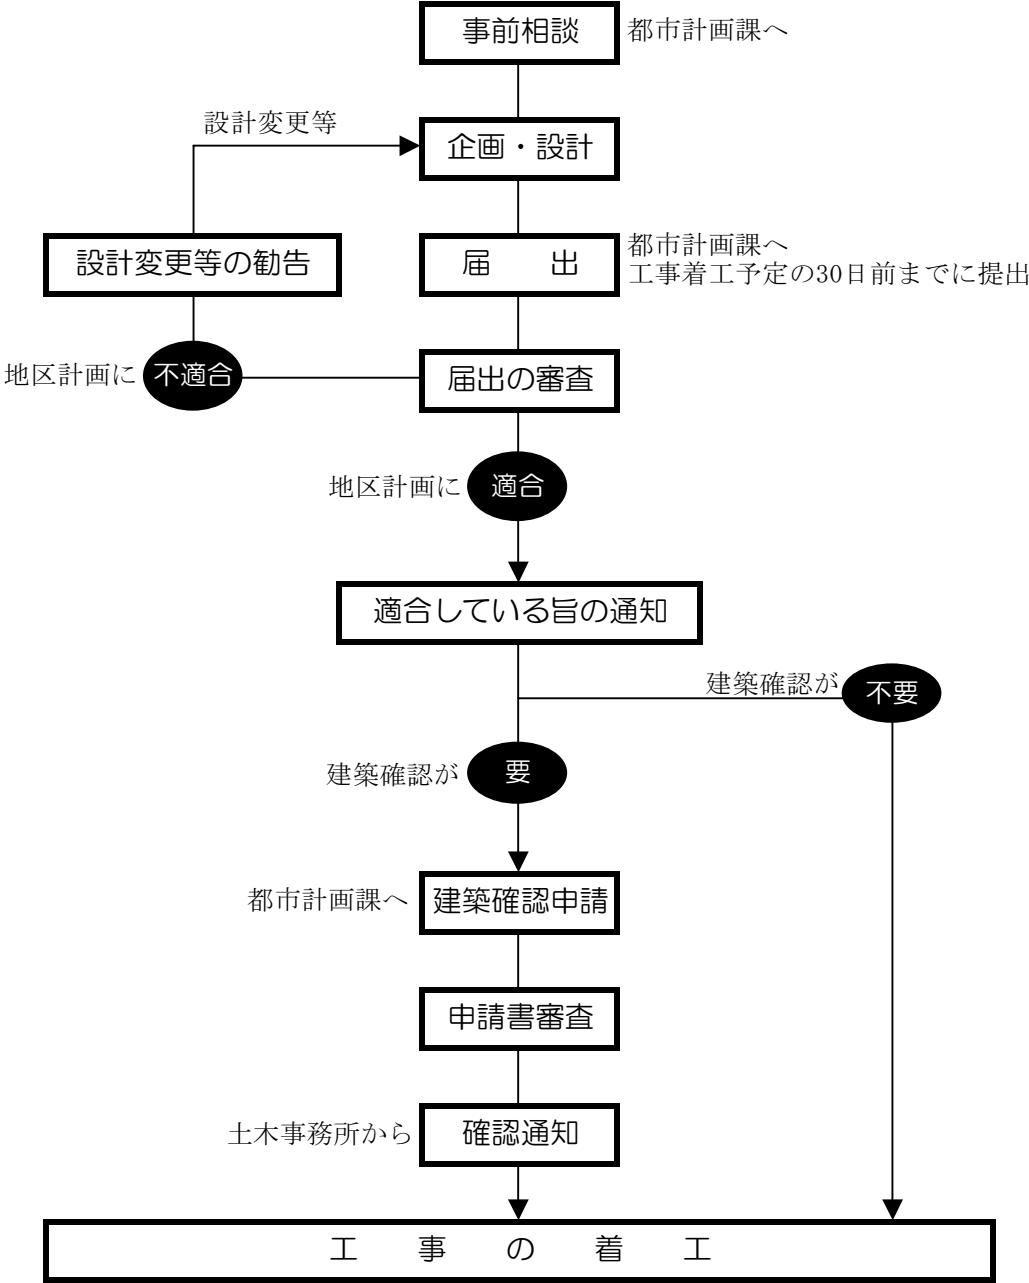 事前相談
都市計画課へ
設計変更等
企画・設計
設計変更等の勧告
届　　出
都市計画課へ
工事着工予定の30日前までに提出
地区計画に
不適合
届出の審査
地区計画に
適合
適合している旨の通知
建築確認が
不要
建築確認が
要
都市計画課へ
建築確認申請
申請書審査
土木事務所から
確認通知
工　事　の　着　工